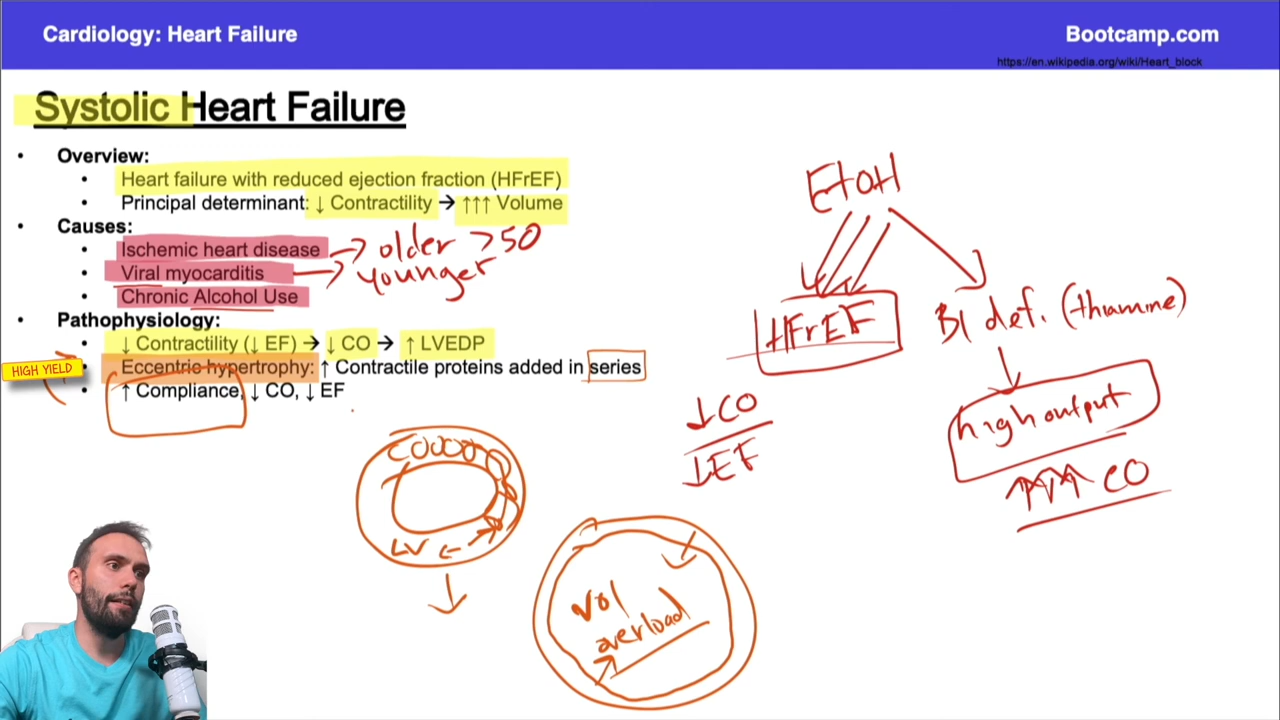 Cardiology: Heart Failure
Bootcamp.com
https://en.wikipedia.org/wiki/Heart_block
Systolic Heart Failure
• Overview:
• Heart failure with reduced ejection fraction (HFrEF)
• Principal determinant: ↓ Contractility → ↑↑↑ Volume
• Causes:
• Ischemic heart disease → older >50
• Viral myocarditis → younger
• Chronic Alcohol Use
• Pathophysiology:
• ↓ Contractility (↓ EF) → ↓ CO → ↑ LVEDP
HIGH YIELD
• Eccentric hypertrophy: ↑ Contractile proteins added in series
• ↑ Compliance, ↓ CO, ↓ EF
EtOH
HFrEF
B1 def. (thiamine)
↓CO
↓EF
high output
↑↑↑ CO
LV
vol
overload